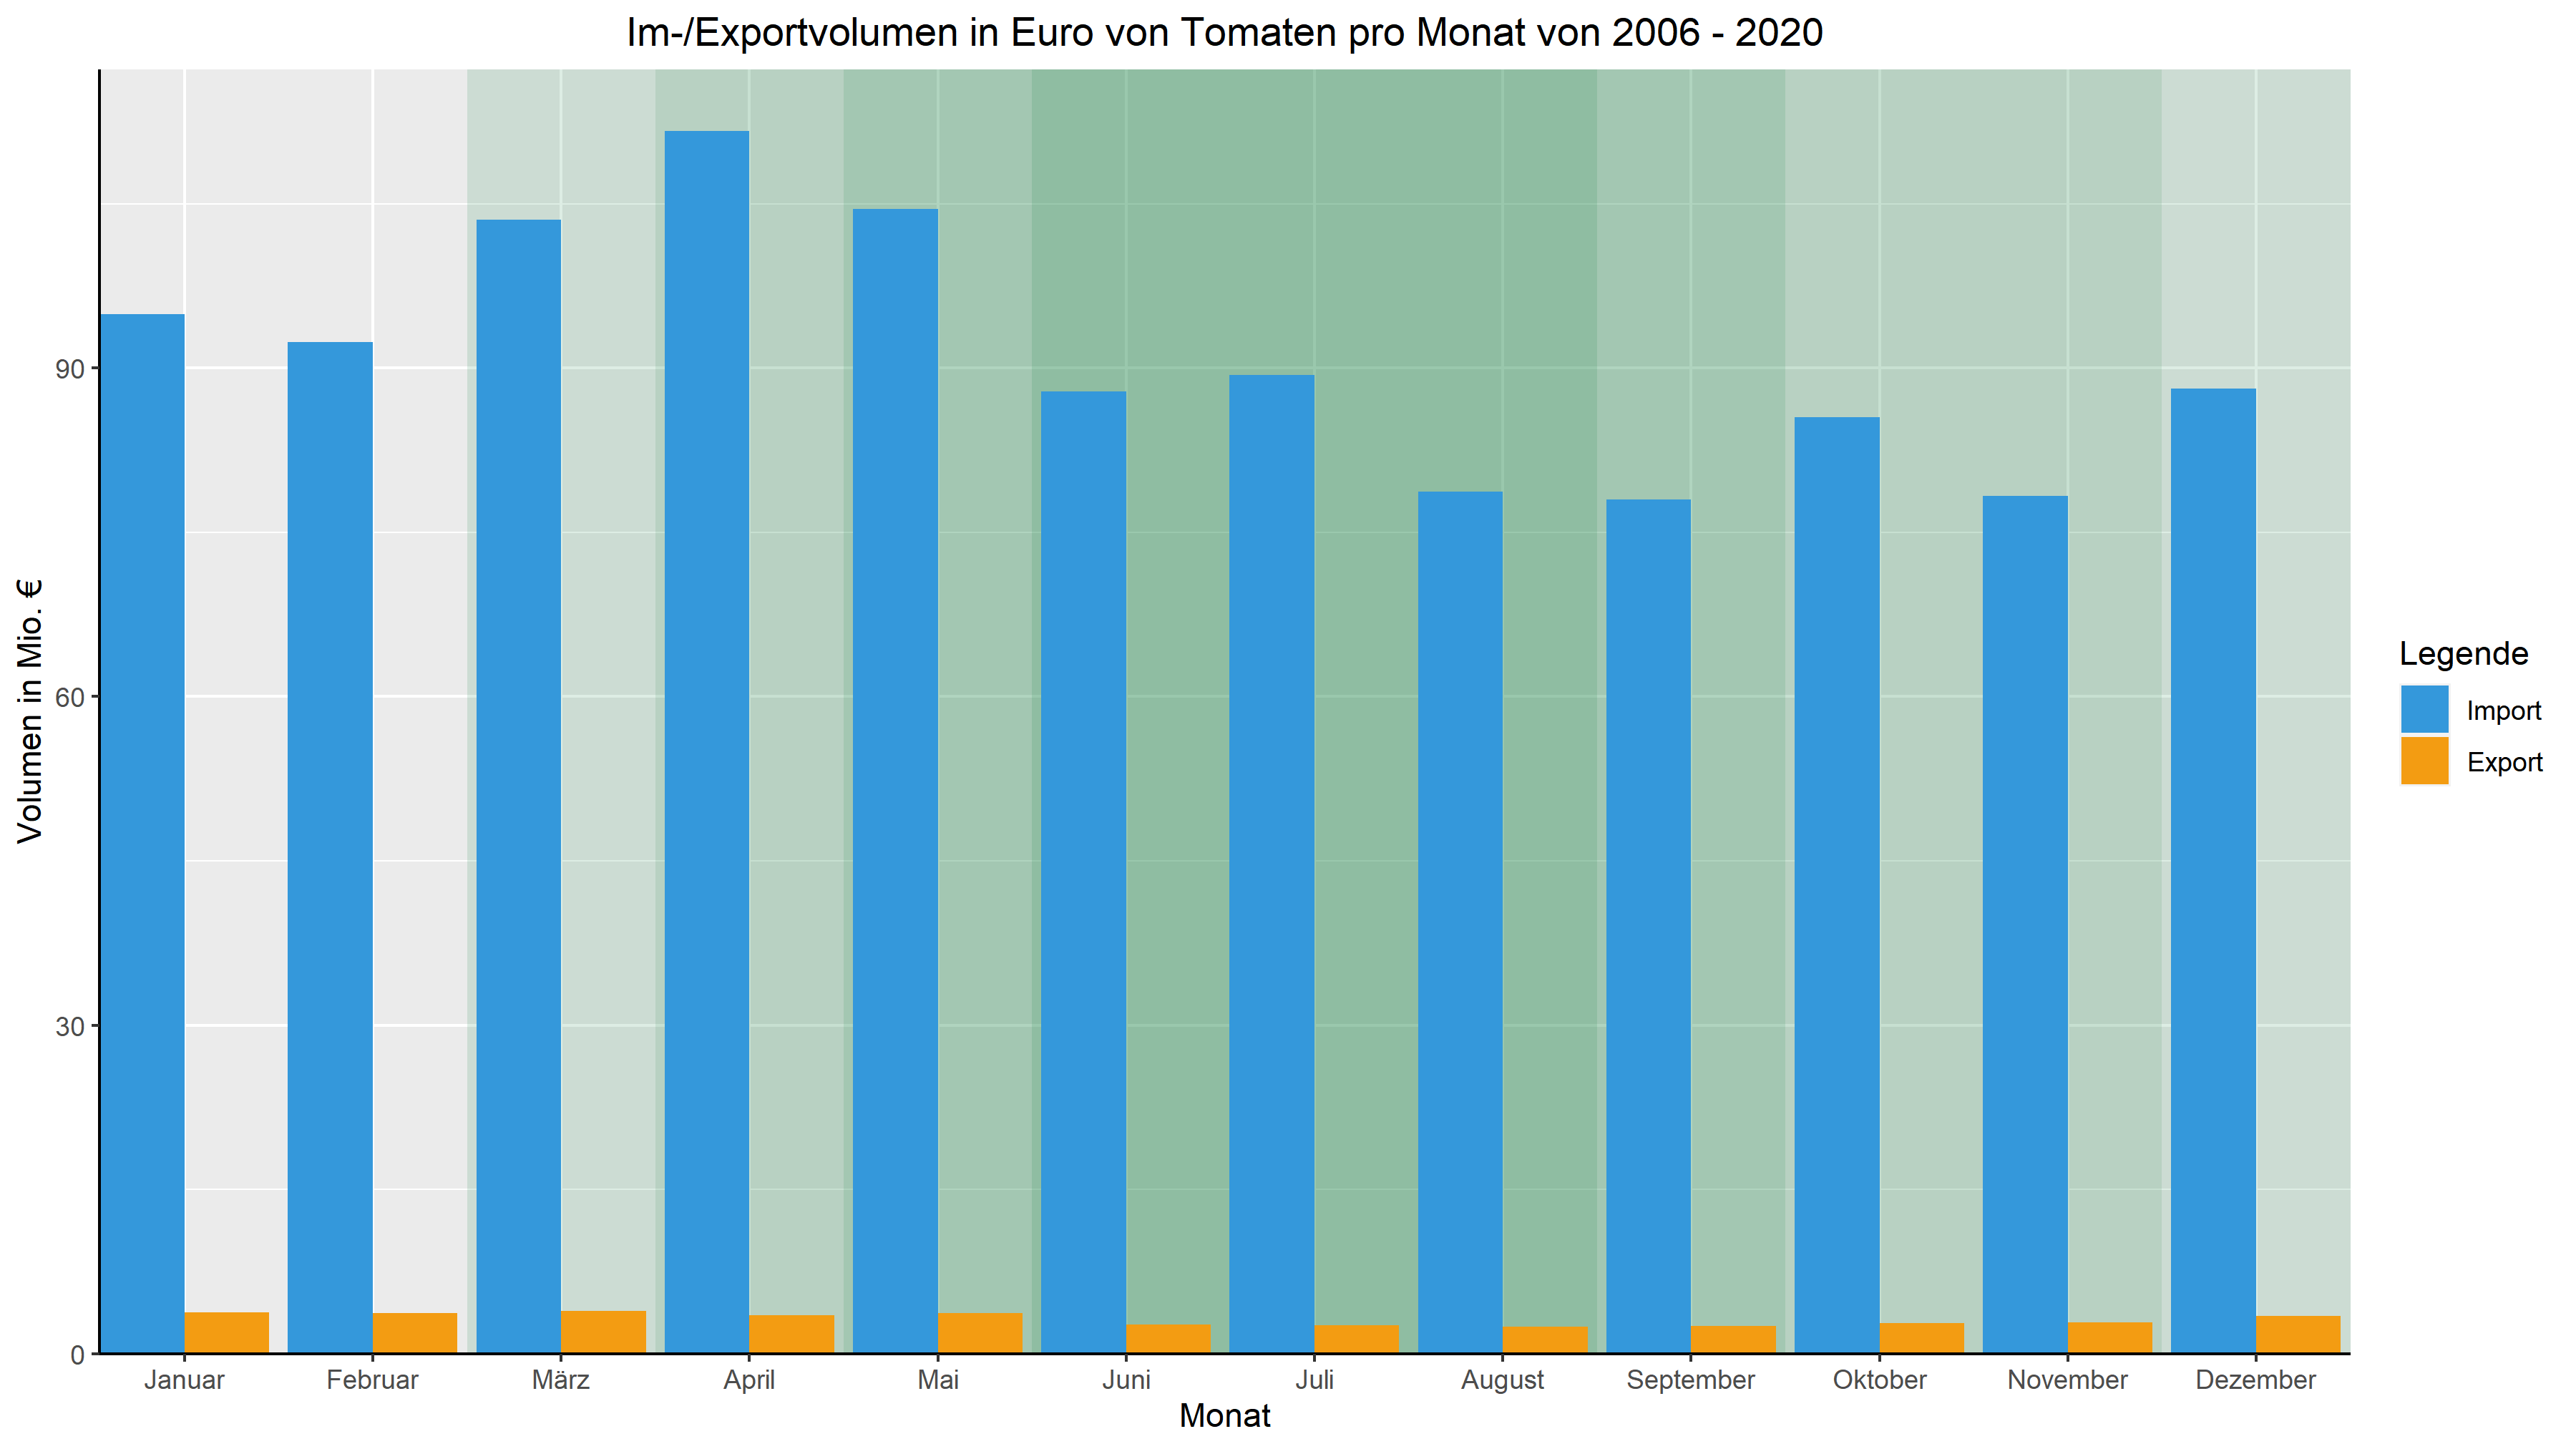 Im-/Exportvolumen in Euro von Tomaten pro Monat von 2006 - 2020
Volumen in Mio. €
90
60
30
0
Januar Februar März April Mai Juni Juli August September Oktober November Dezember
Monat
Legende
Import
Export